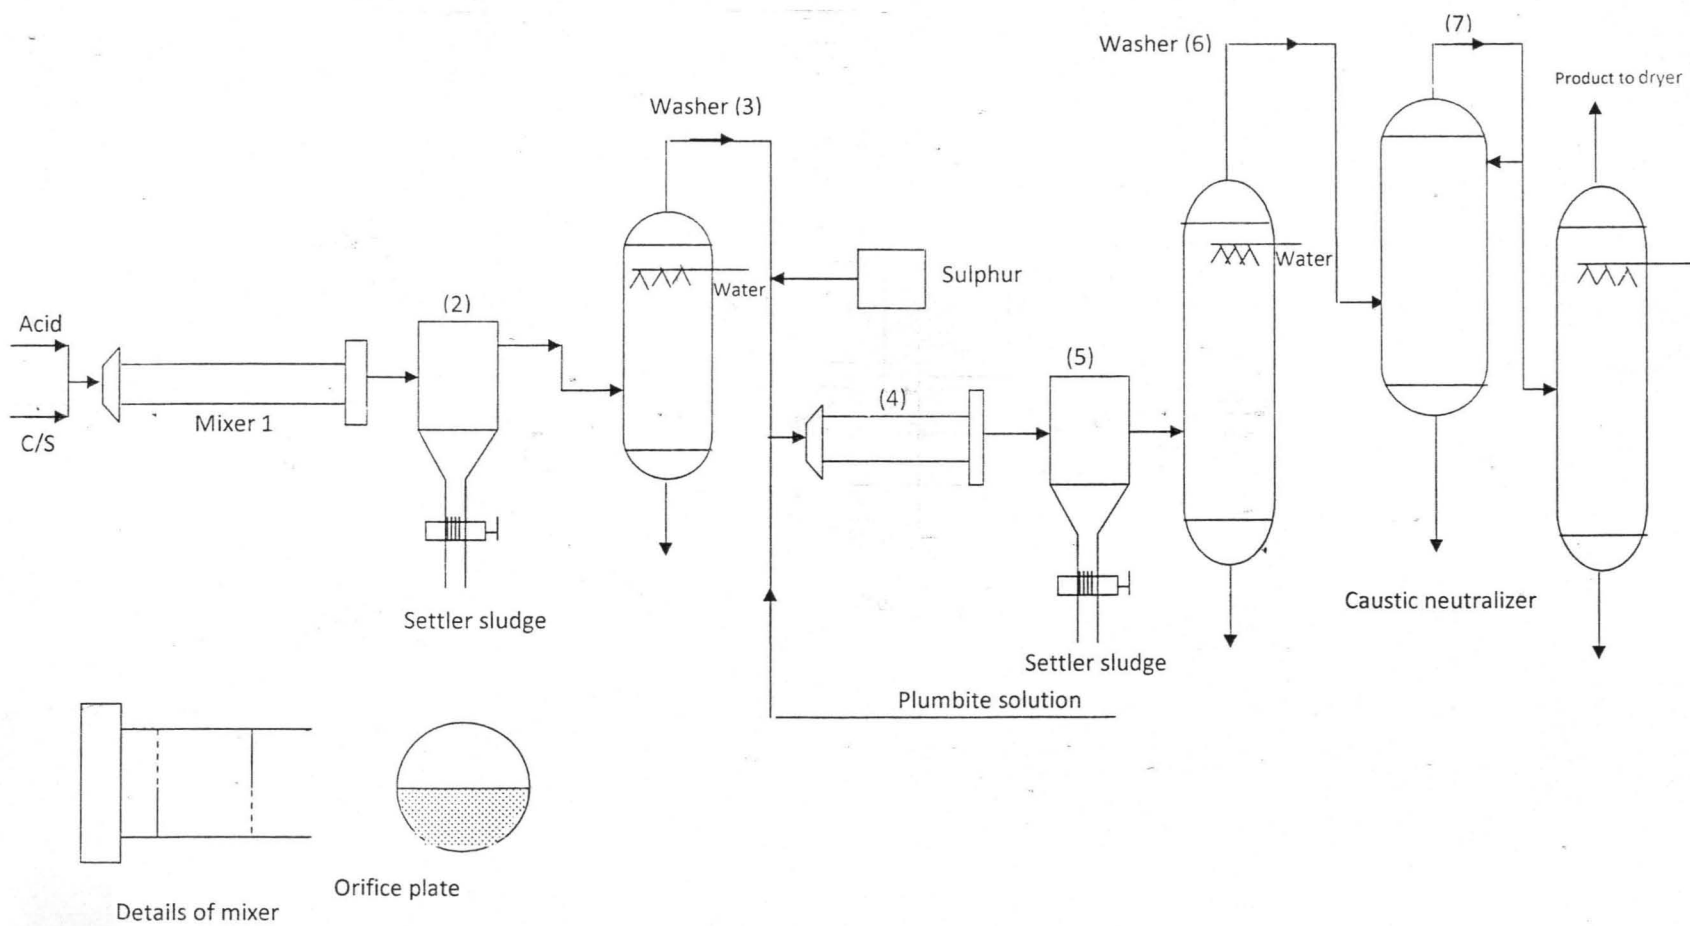 Washer (6)
(7)
Product to dryer
Washer (3)
Water
Sulphur
Water
(2)
Acid
C/S
Mixer 1
(4)
(5)
Settler sludge
Caustic neutralizer
Settler sludge
Plumbite solution
Orifice plate
Details of mixer